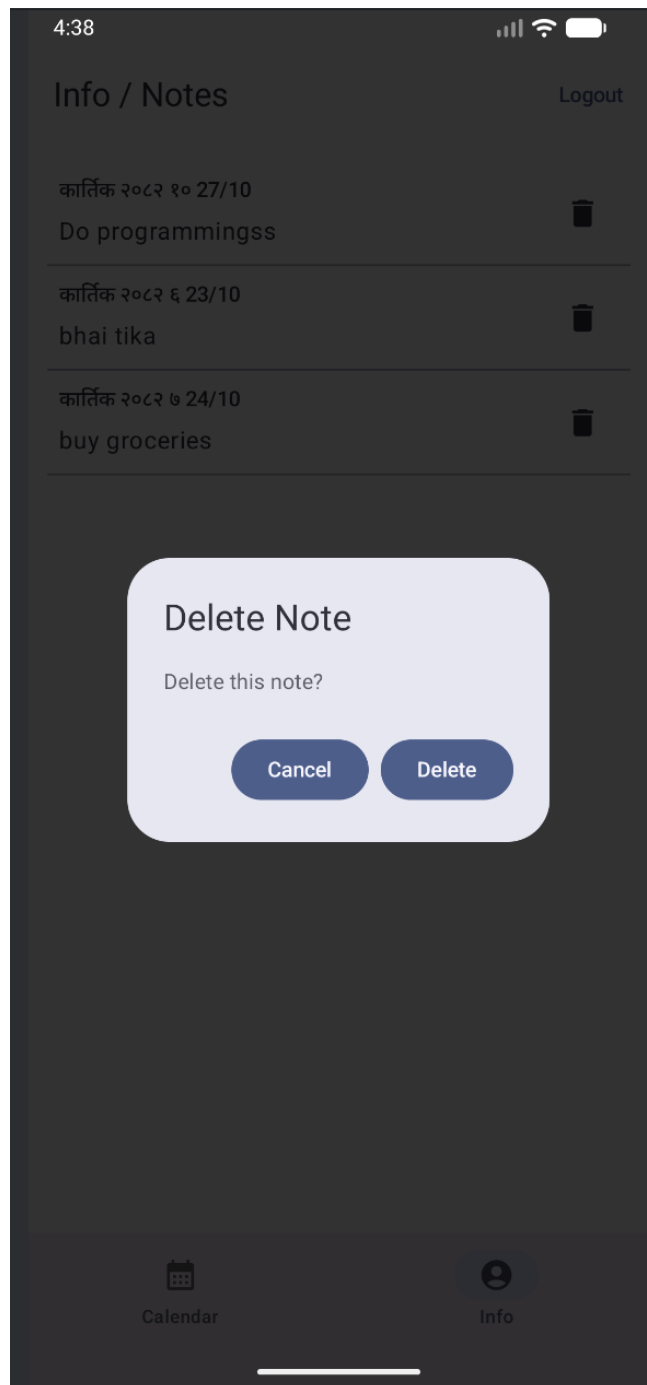 4:38
Info / Notes
Logout
कार्तिक २०८२ १० 27/10
Do programmingss
कार्तिक २०८२ ६ 23/10
bhai tika
कार्तिक २०८२ ७ 24/10
buy groceries
Delete Note
Delete this note?
Cancel Delete
Calendar Info